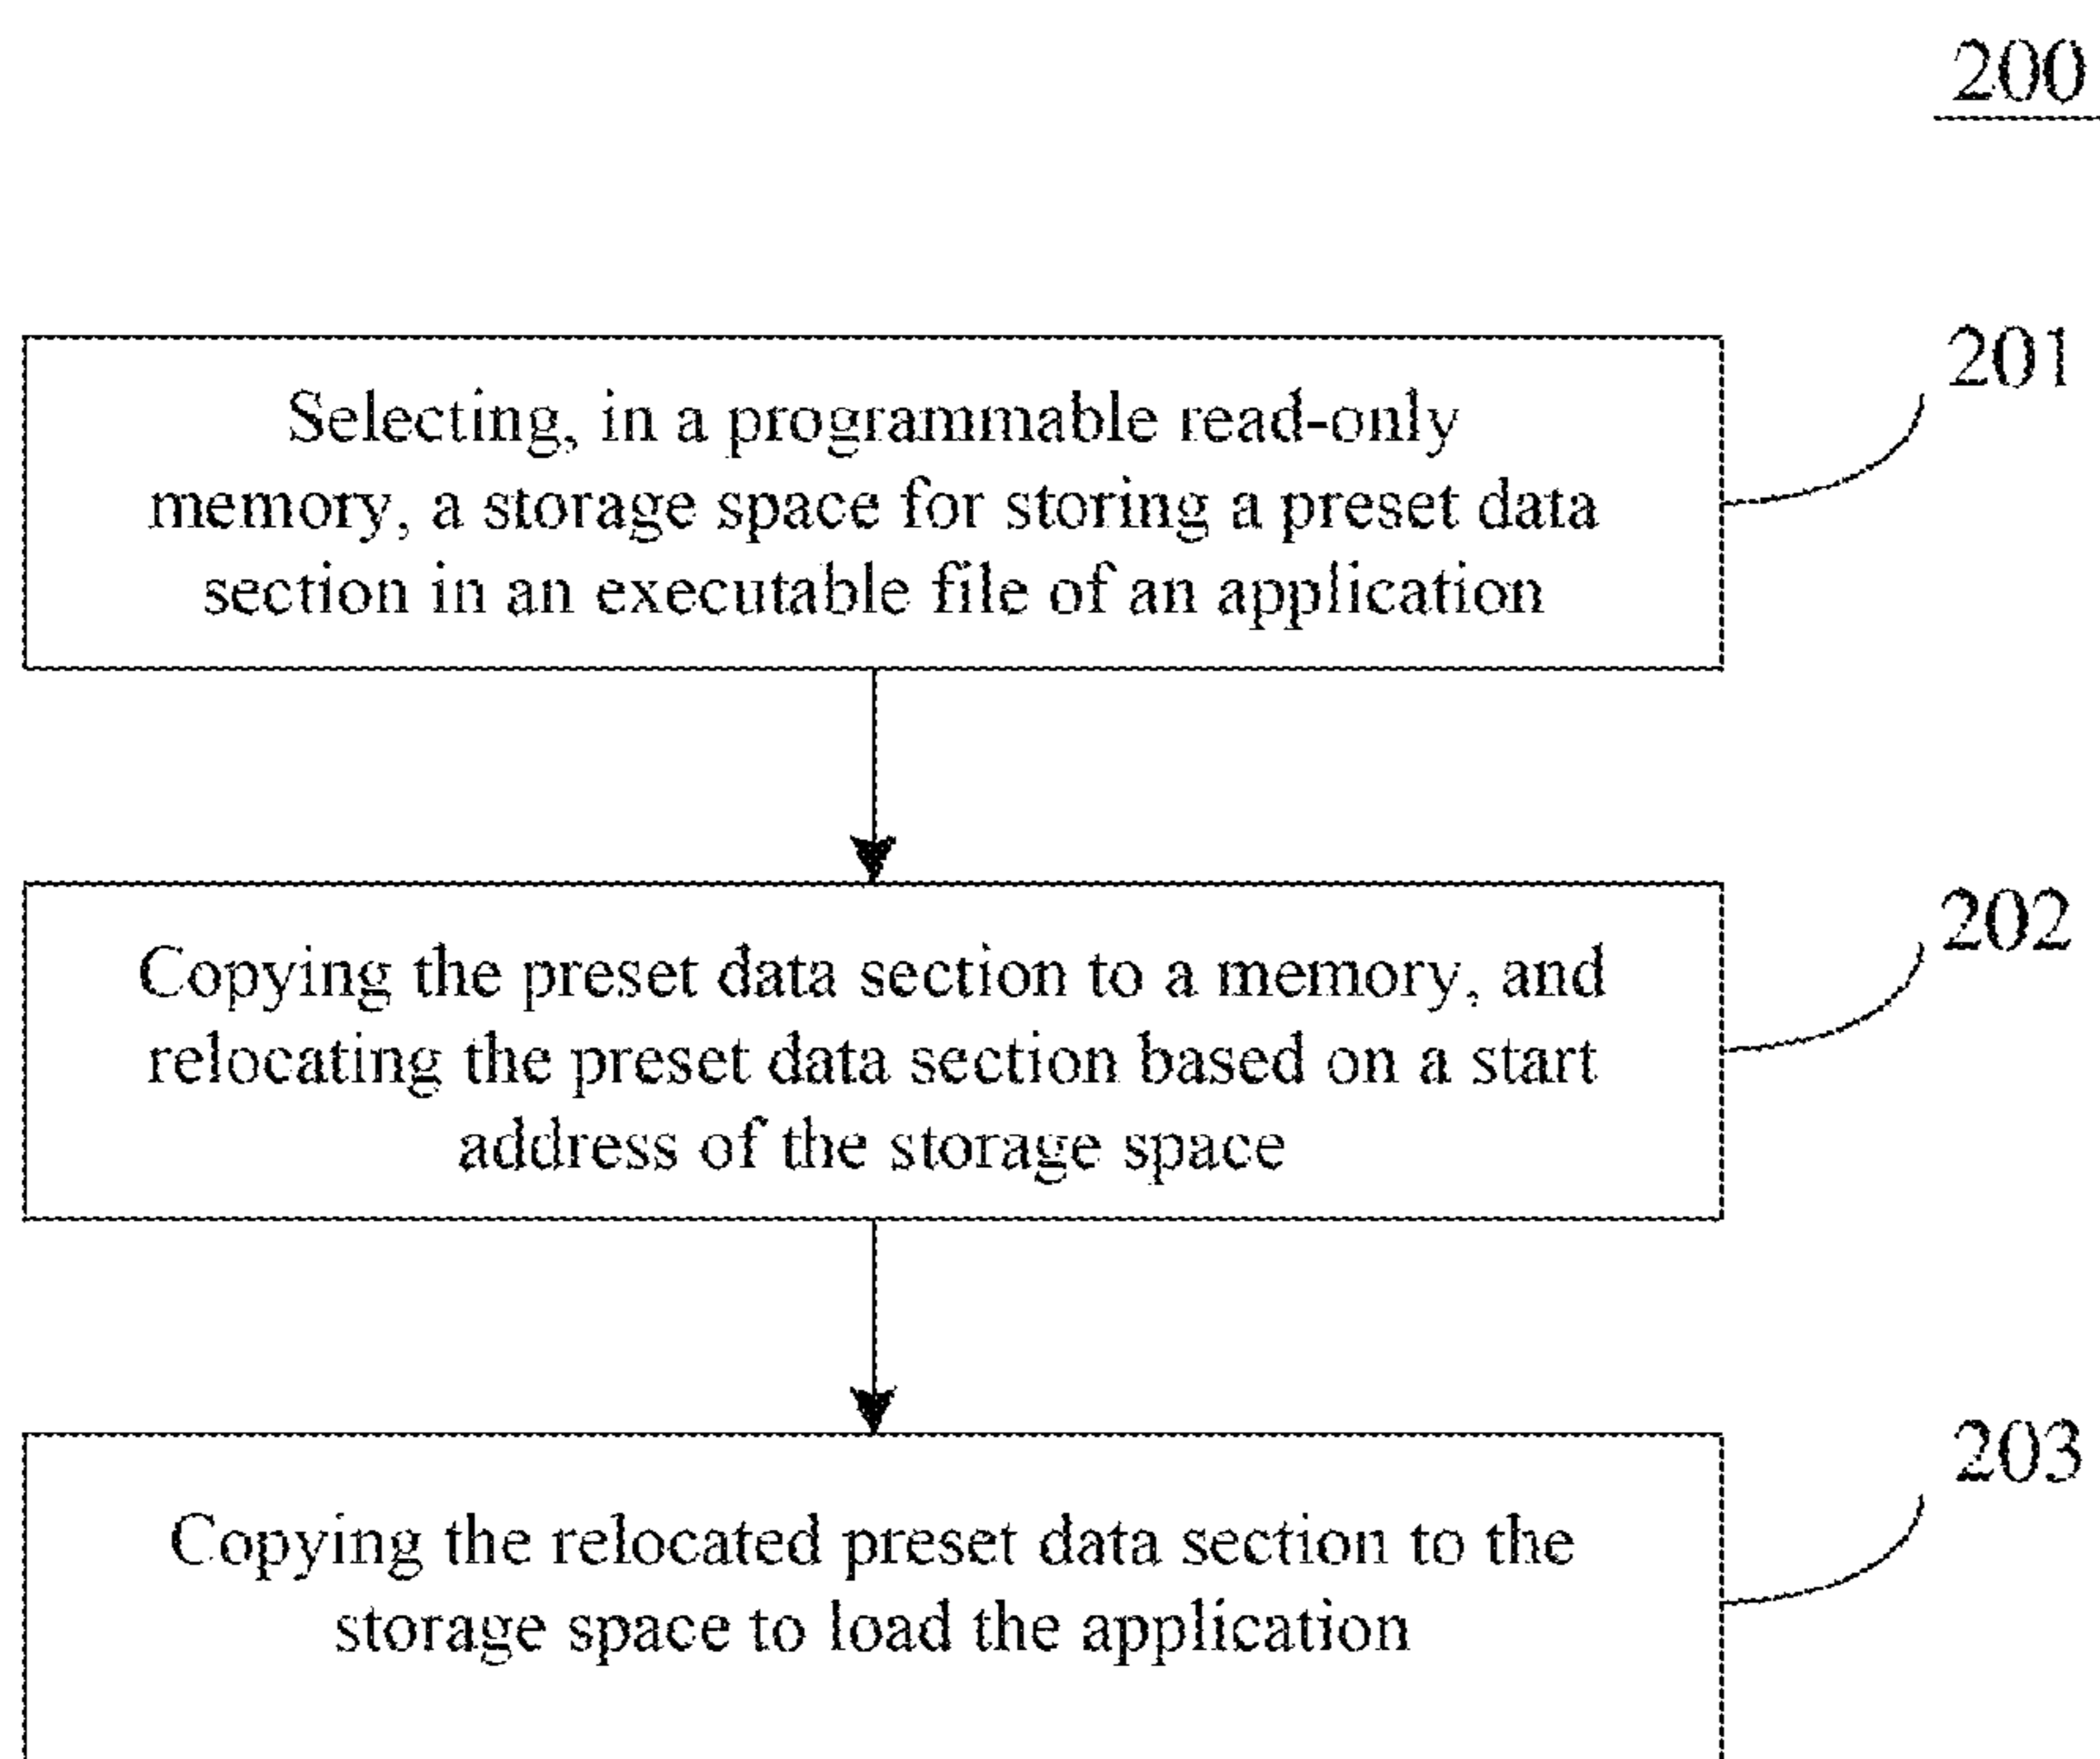 200
201
Selecting, in a programmable read-only
memory, a storage space for storing a preset data
section in an executable file of an application
202
Copying the preset data section to a memory, and
relocating the preset data section based on a start
address of the storage space
203
Copying the relocated preset data section to the
storage space to load the application